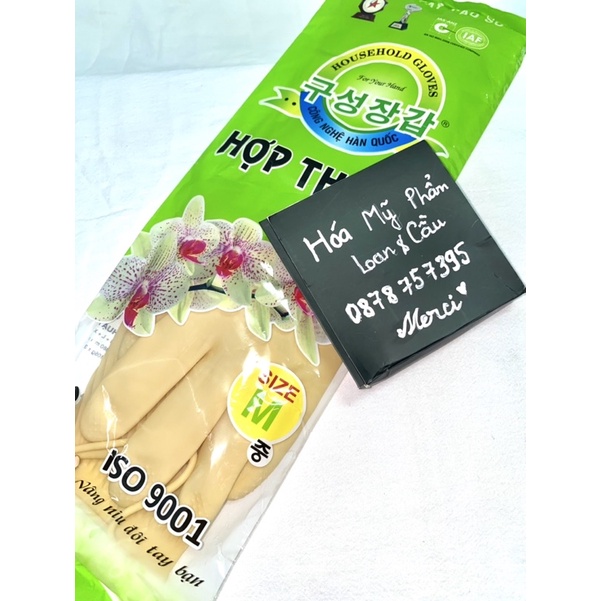 HOUSEHOLD GLOVES
For Your Hand
구성장갑®
CÔNG NGHỆ HÀN QUỐC
IAF
HỢP TH
Hóa Mỹ Phẩm
Loan & Cầu
0878 757395
Merci
SIZE
M
중
ISO 9001
Nâng niu đôi tay bạn